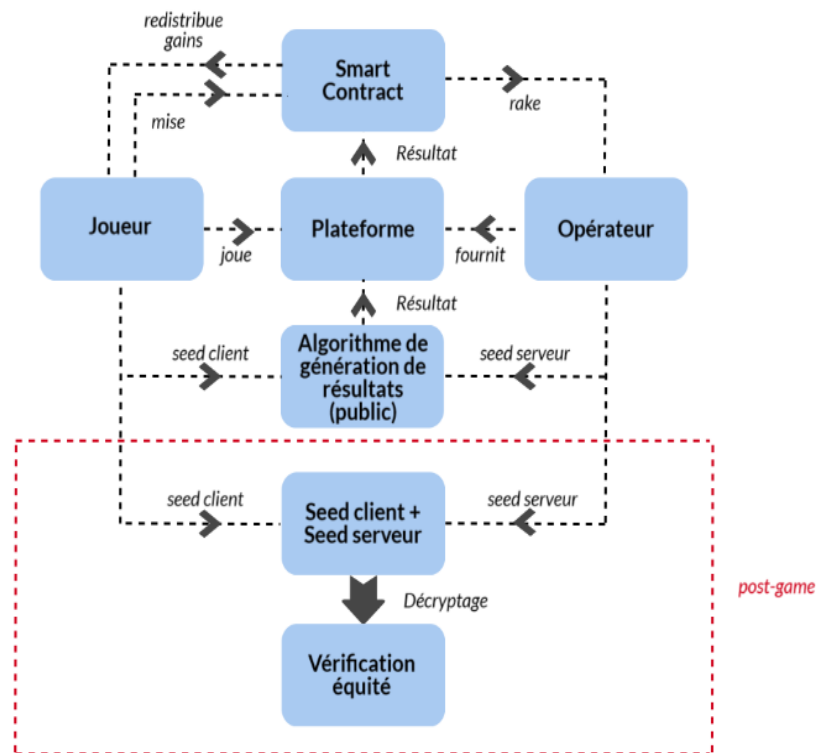 redistribue
gains
Smart
Contract
rake
mise
Résultat
Joueur
Plateforme
Opérateur
joue
fournit
Résultat
seed client
Algorithme de
génération de
résultats
(public)
seed serveur
seed client
Seed client +
Seed serveur
seed serveur
post-game
Décryptage
Vérification
équité